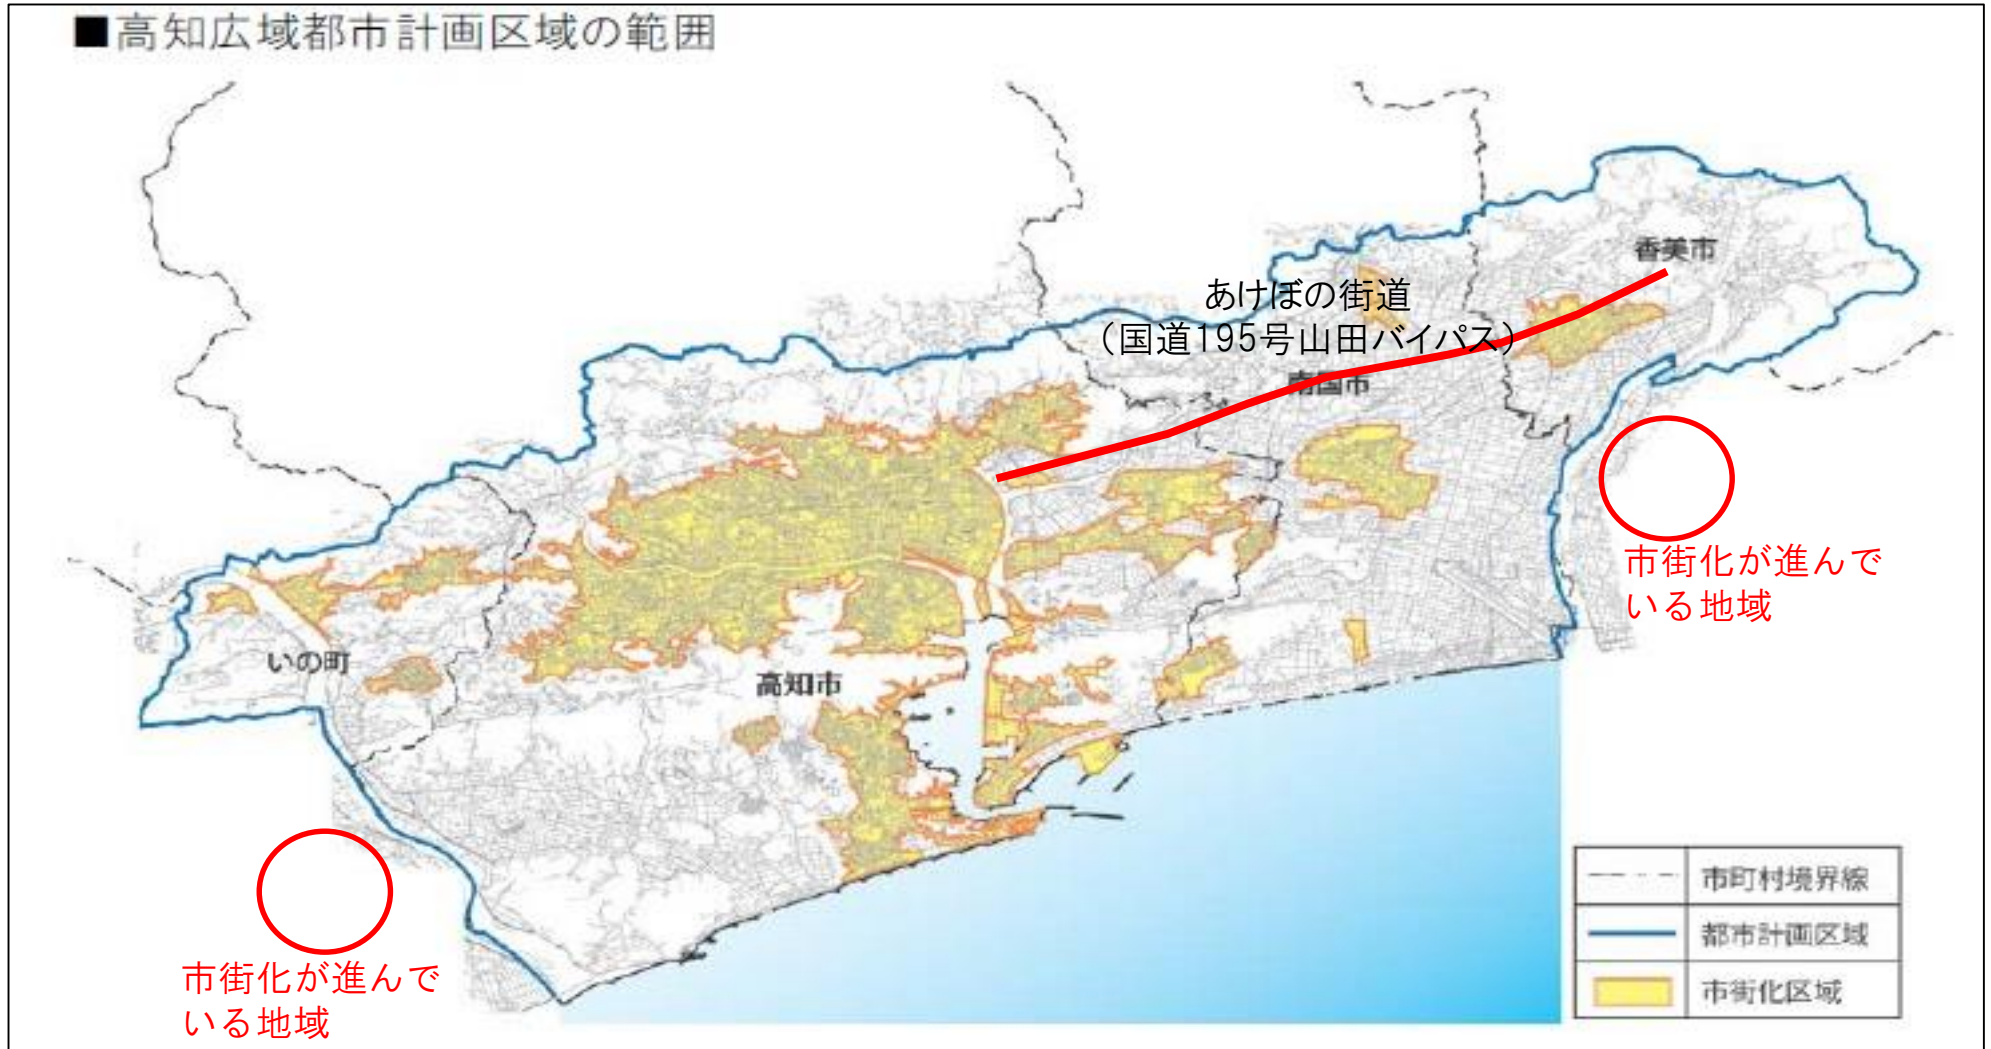 ■高知広域都市計画区域の範囲
香美市
あけぼの街道
（国道195号山田バイパス）
南国市
市街化が進んで
いる地域
いの町
高知市
市町村境界線
都市計画区域
市街化区域
市街化が進んで
いる地域